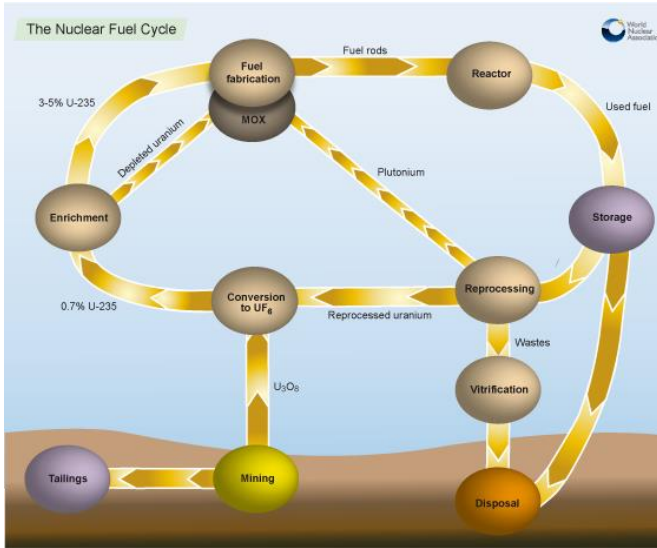 The Nuclear Fuel Cycle
World
Nuclear
Association
Fuel
fabrication
MOX
Fuel rods
Reactor
3-5% U-235
Used fuel
Depleted uranium
Plutonium
Enrichment
Storage
0.7% U-235
Conversion
to UF₆
Reprocessed uranium
Reprocessing
Wastes
U₃O₈
Vitrification
Tailings
Mining
Disposal